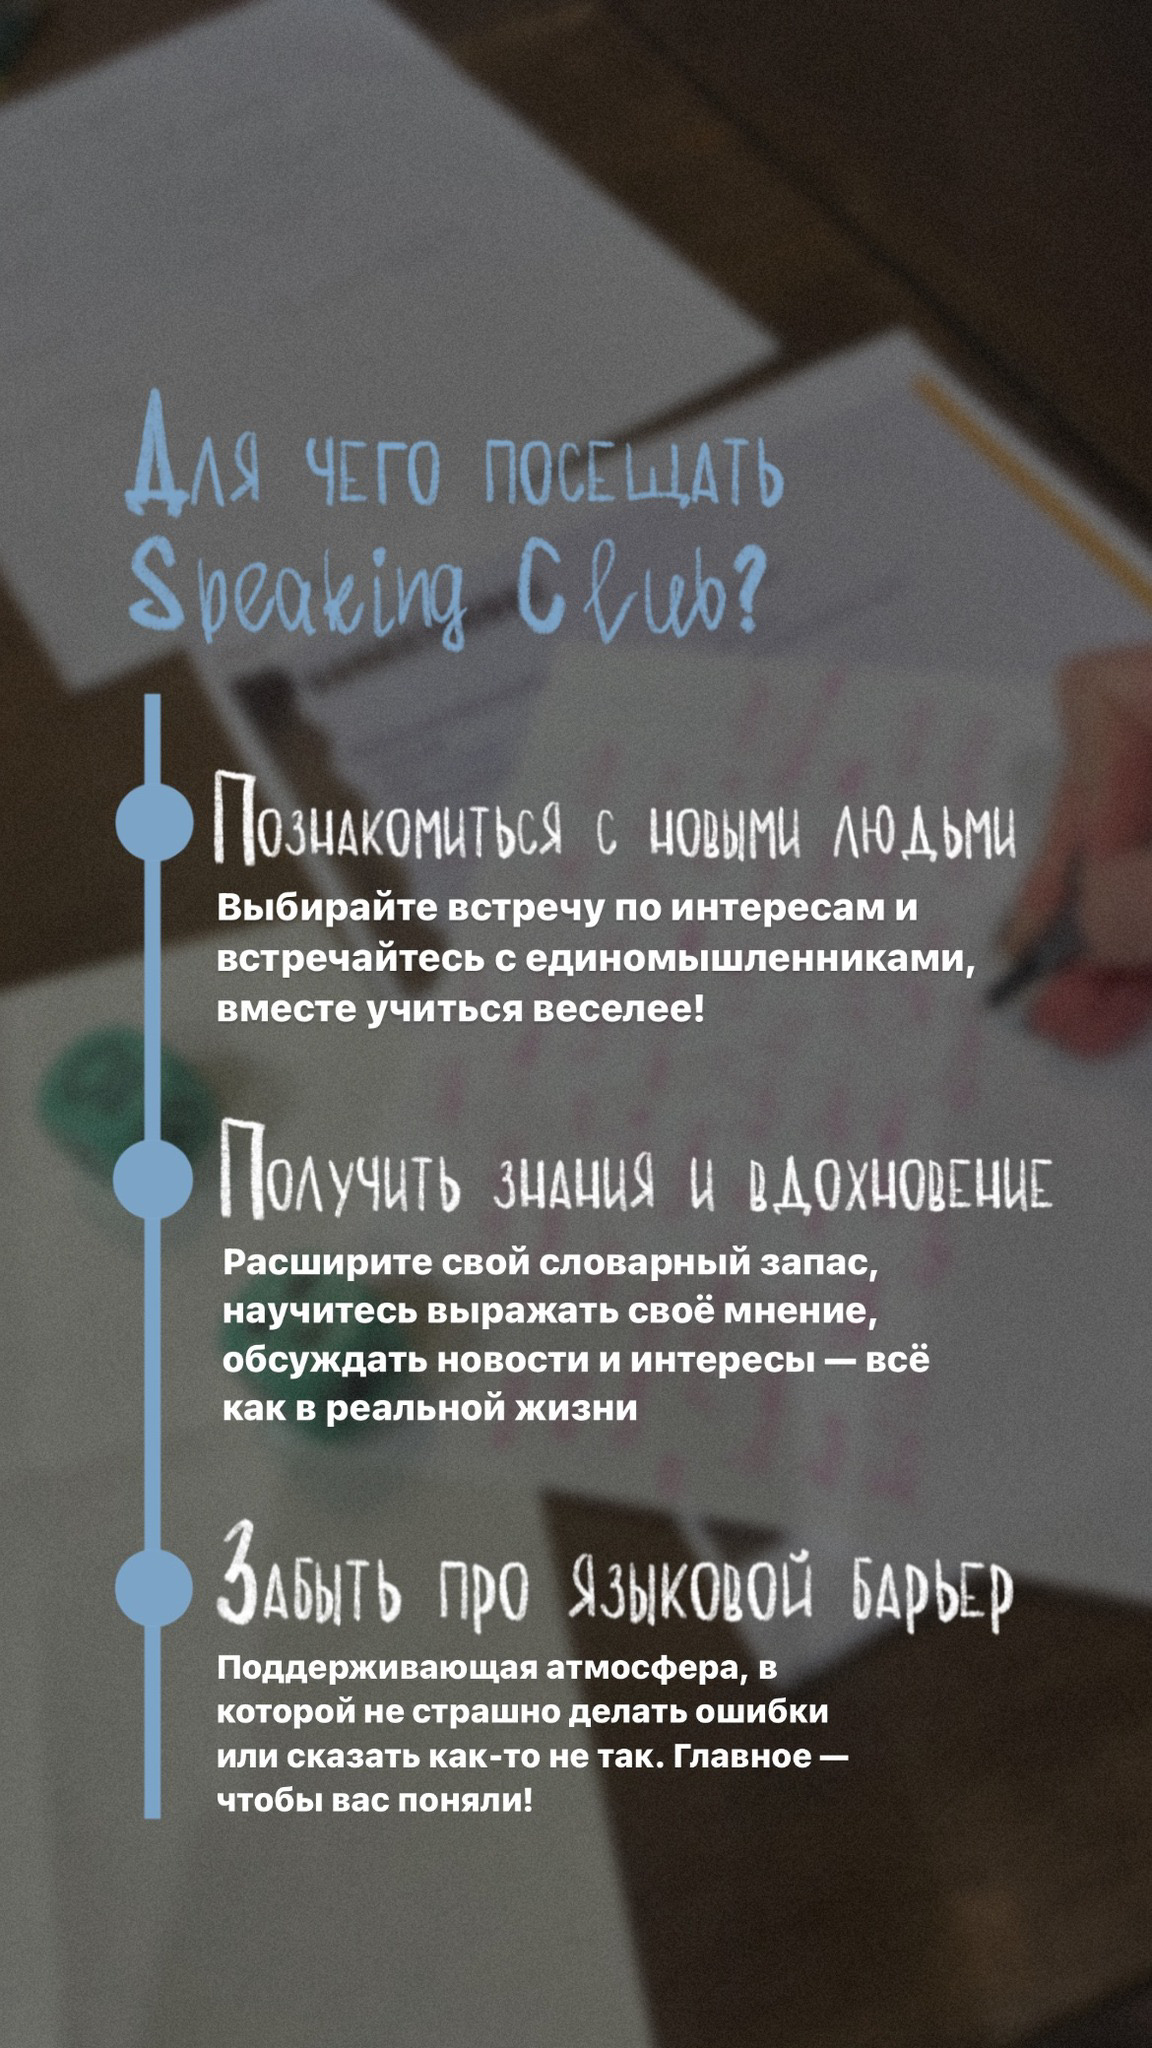 Для чего посещать
Speaking Club?
Познакомиться с новыми людьми
Выбирайте встречу по интересам и
встречайтесь с единомышленниками,
вместе учиться веселее!
Получить знания и вдохновение
Расширите свой словарный запас,
научитесь выражать своё мнение,
обсуждать новости и интересы — всё
как в реальной жизни
Забыть про языковой барьер
Поддерживающая атмосфера, в
которой не страшно делать ошибки
или сказать как-то не так. Главное —
чтобы вас поняли!